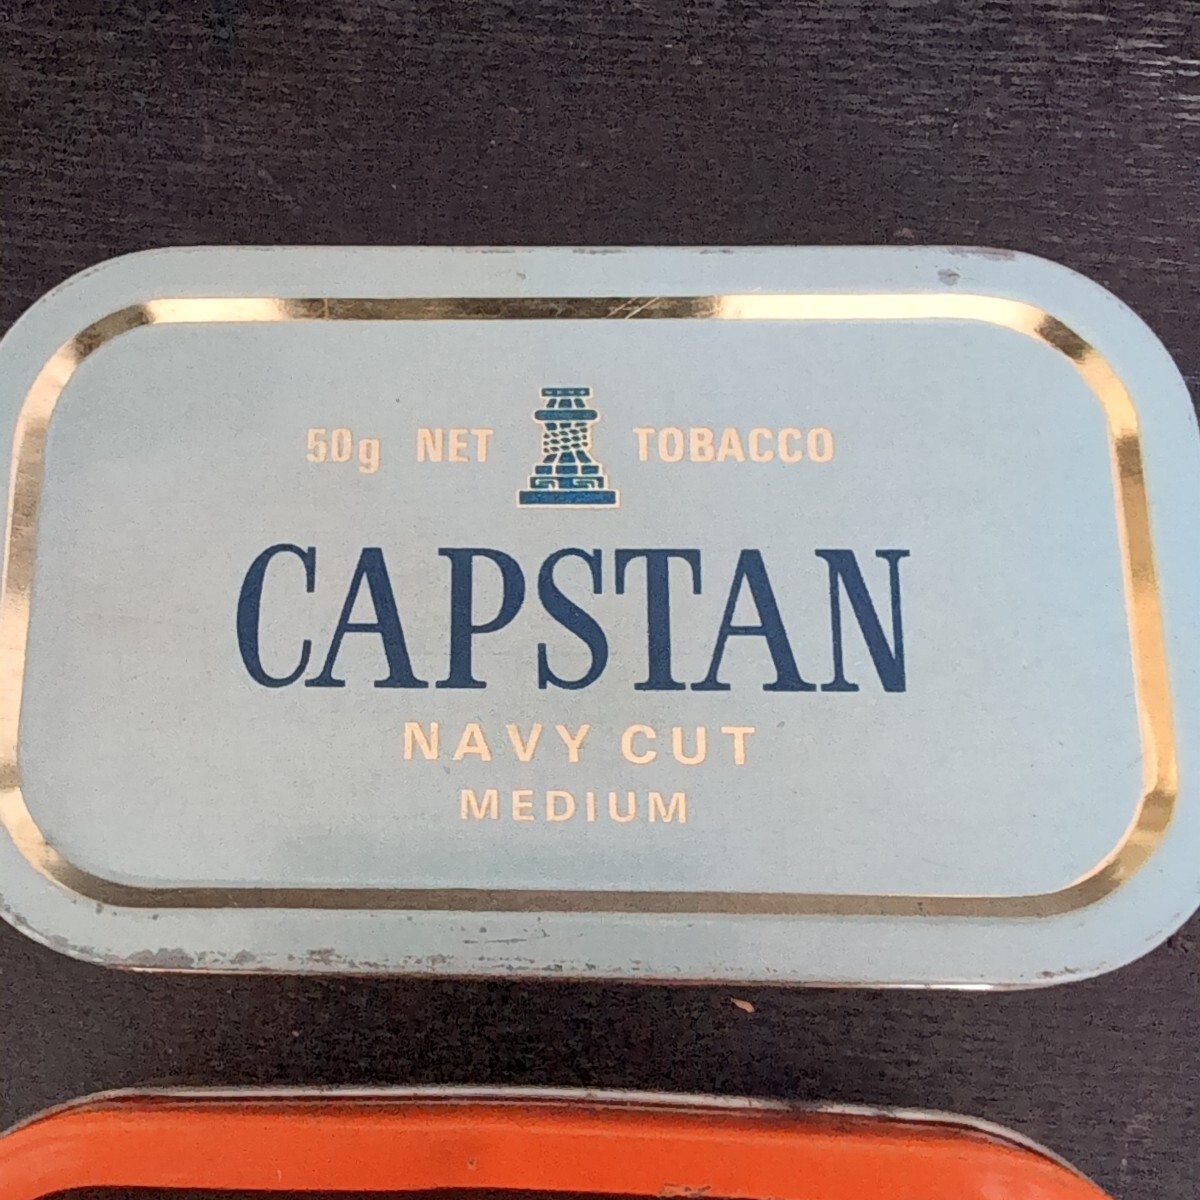 50g NET TOBACCO
CAPSTAN
NAVY CUT
MEDIUM